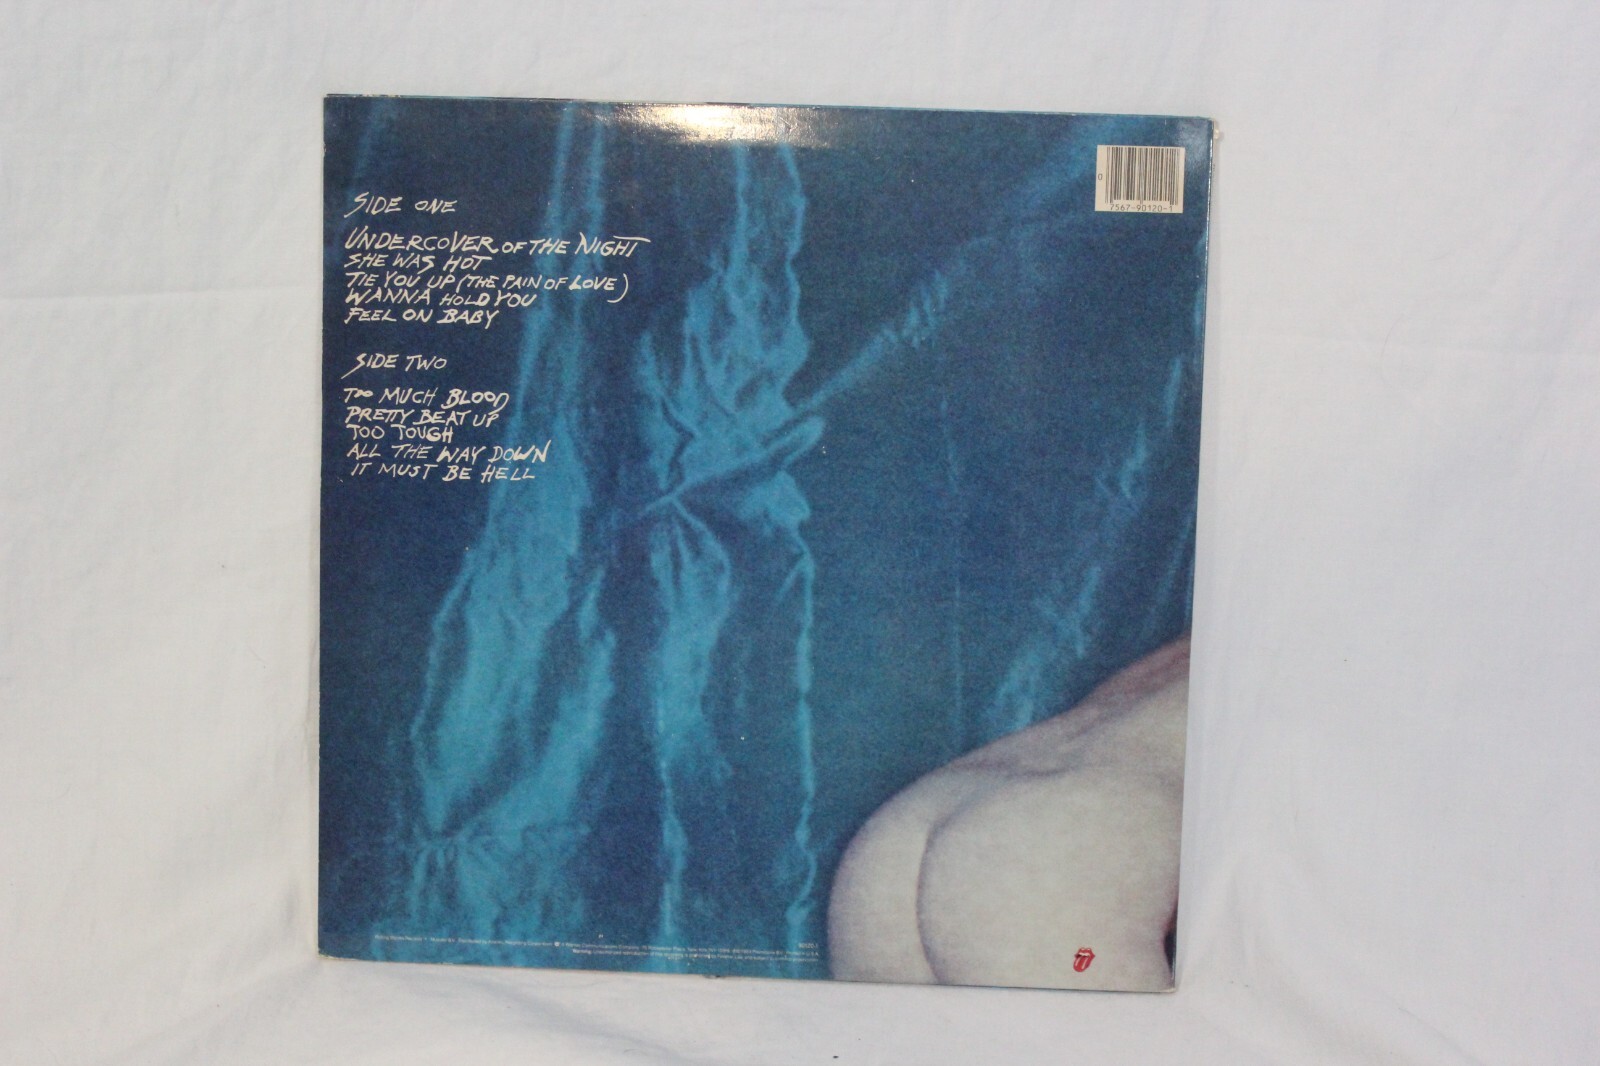 SIDE ONE
UNDERCOVER OF THE NIGHT
SHE WAS HOT
TIE YOU UP (THE PAIN OF LOVE)
WANNA HOLD YOU
FEEL ON BABY
SIDE TWO
TOO MUCH BLOOD
PRETTY BEAT UP
TOO TOUGH
ALL THE WAY DOWN
IT MUST BE HELL
0
7567-90120-1